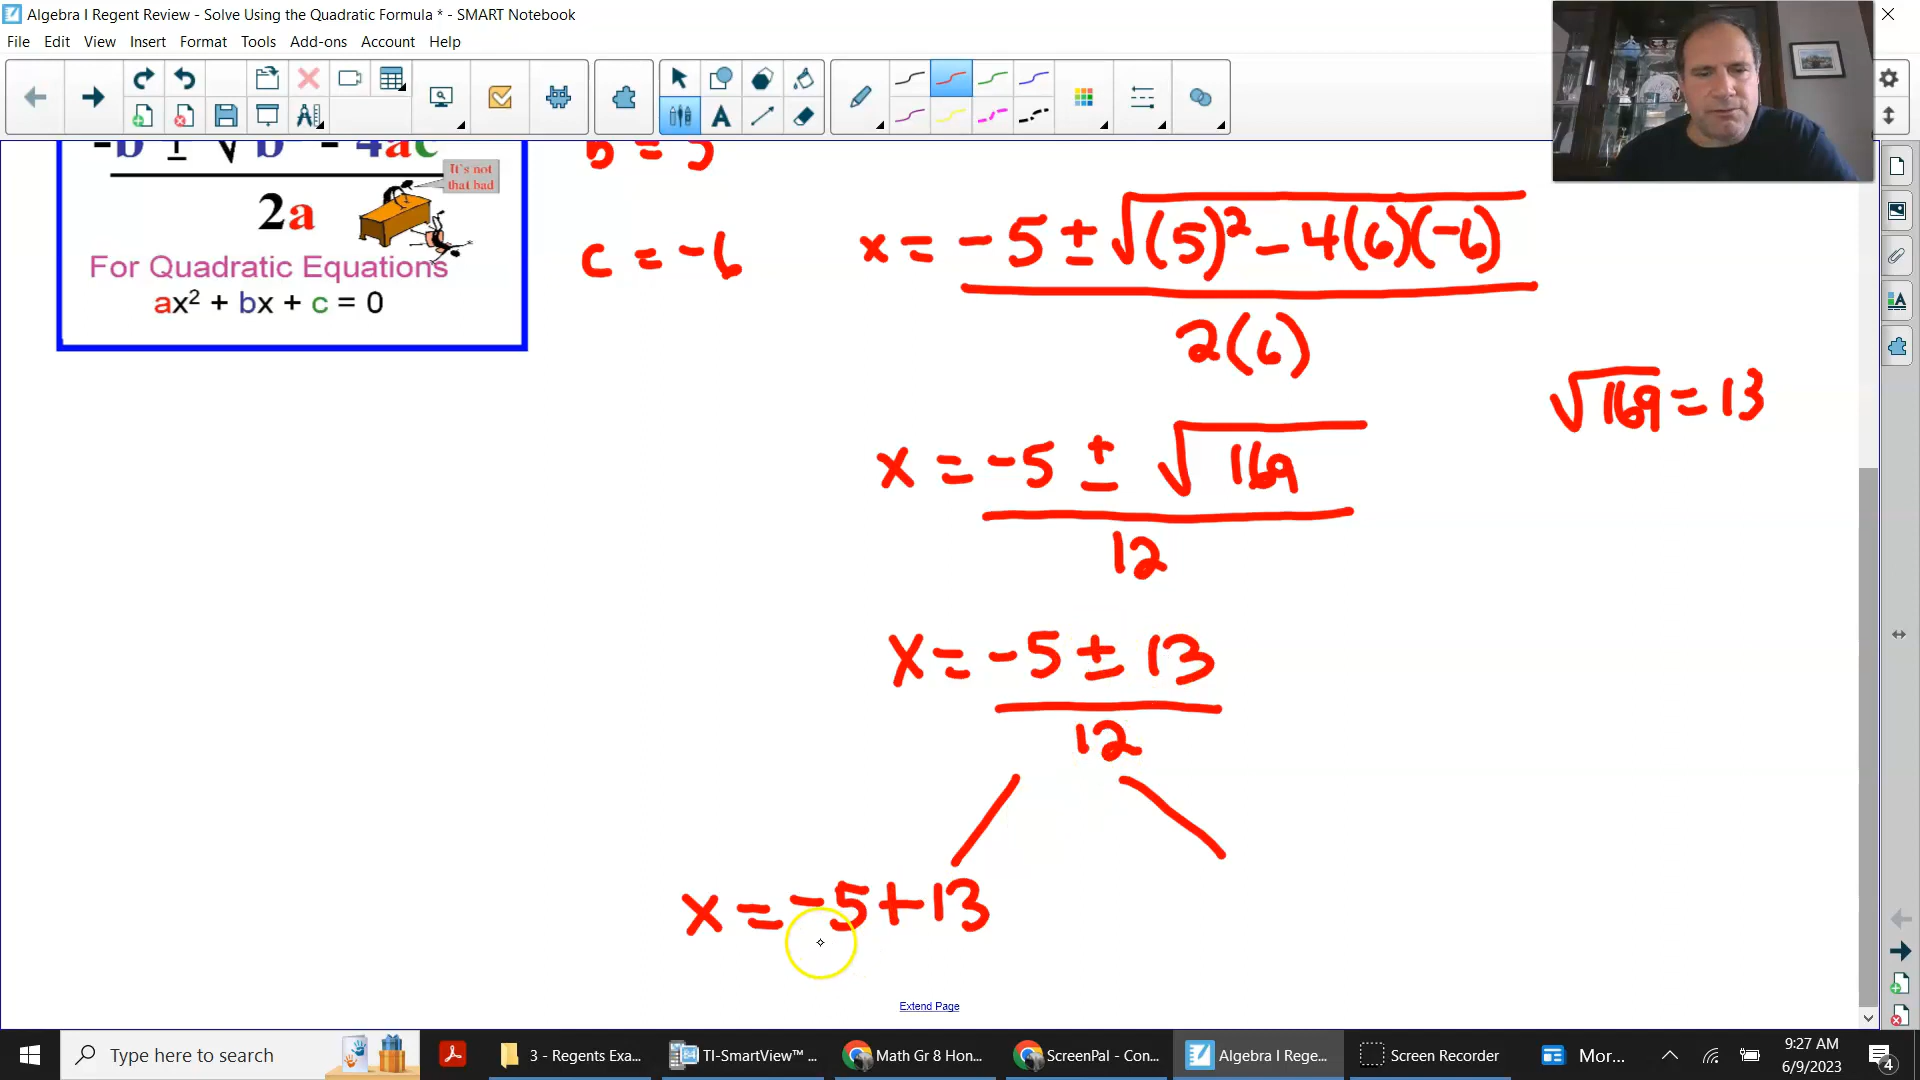 Algebra I Regent Review - Solve Using the Quadratic Formula * - SMART Notebook
File Edit View Insert Format Tools Add-ons Account Help
-b ± √b² - 4ac
2a
It's not
that bad
For Quadratic Equations
ax² + bx + c = 0
b = 5
c = -6
x = -5 ± √(5)² - 4(6)(-6)
2(6)
√169 = 13
x = -5 ± √169
12
x = -5 ± 13
12
x = -5 + 13
Extend Page
Type here to search
3 - Regents Exa...
TI-SmartView™ ...
Math Gr 8 Hon...
ScreenPal - Con...
Algebra I Rege...
Screen Recorder
Mor...
9:27 AM
6/9/2023
4